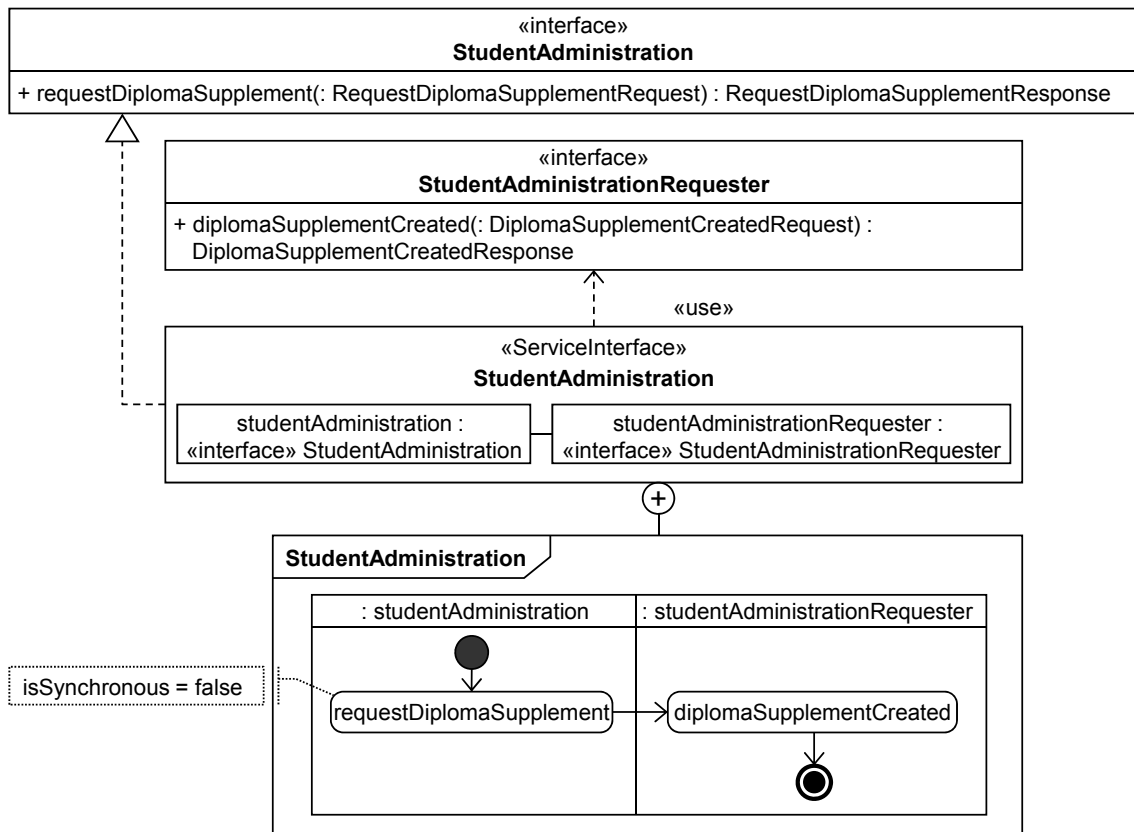 «interface»
StudentAdministration
+ requestDiplomaSupplement(: RequestDiplomaSupplementRequest) : RequestDiplomaSupplementResponse
«interface»
StudentAdministrationRequester
+ diplomaSupplementCreated(: DiplomaSupplementCreatedRequest) :
DiplomaSupplementCreatedResponse
«use»
«ServiceInterface»
StudentAdministration
studentAdministration :
«interface» StudentAdministration
studentAdministrationRequester :
«interface» StudentAdministrationRequester
StudentAdministration
: studentAdministration
: studentAdministrationRequester
isSynchronous = false
requestDiplomaSupplement
diplomaSupplementCreated